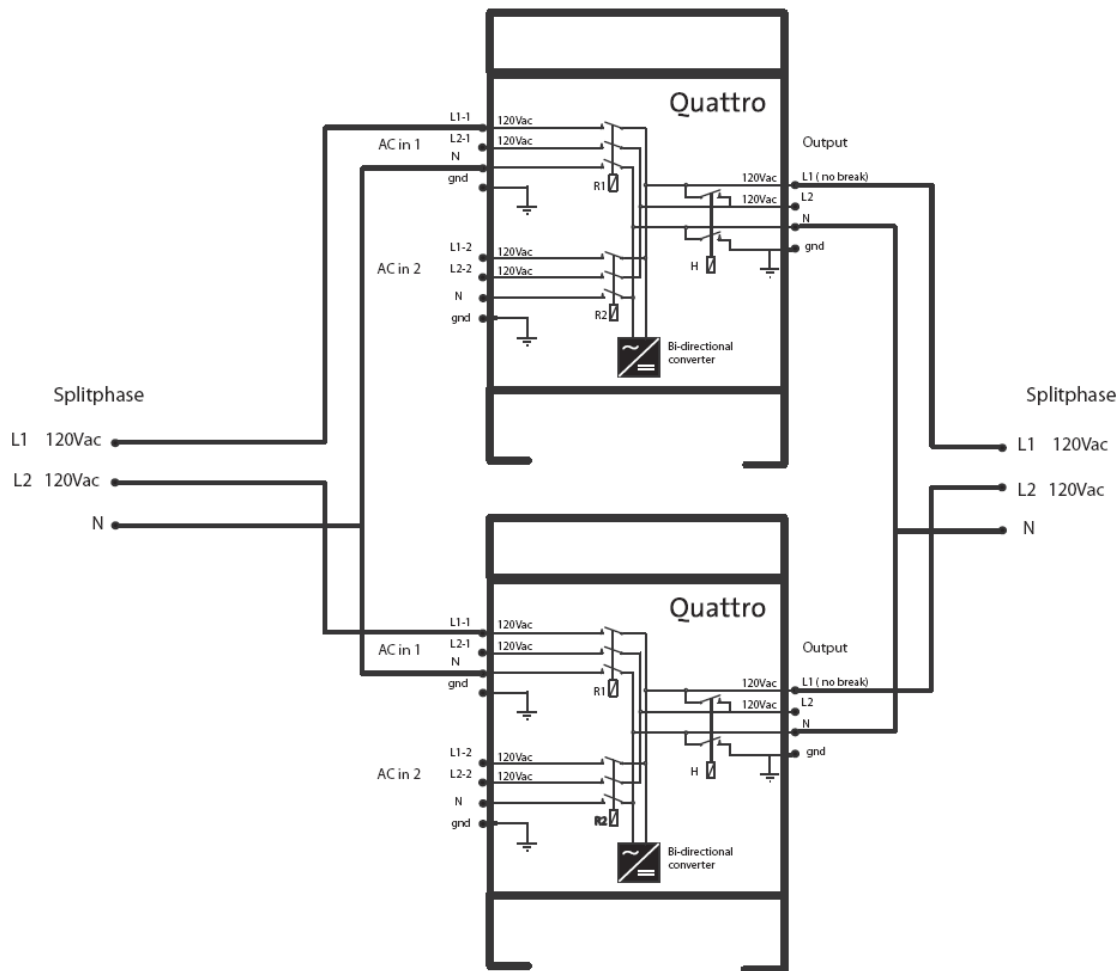 Quattro
L1-1
120Vac
AC in 1
L2-1
120Vac
N
gnd
R1
Output
120Vac
L1 ( no break)
120Vac
L2
N
gnd
H
L1-2
120Vac
AC in 2
L2-2
120Vac
N
gnd
R2
Bi-directional
converter
Splitphase
L1 120Vac
L2 120Vac
N
Splitphase
L1 120Vac
L2 120Vac
N
Quattro
L1-1
120Vac
AC in 1
L2-1
120Vac
N
gnd
R1
Output
120Vac
L1 ( no break)
120Vac
L2
N
gnd
H
L1-2
120Vac
AC in 2
L2-2
120Vac
N
gnd
R2
Bi-directional
converter